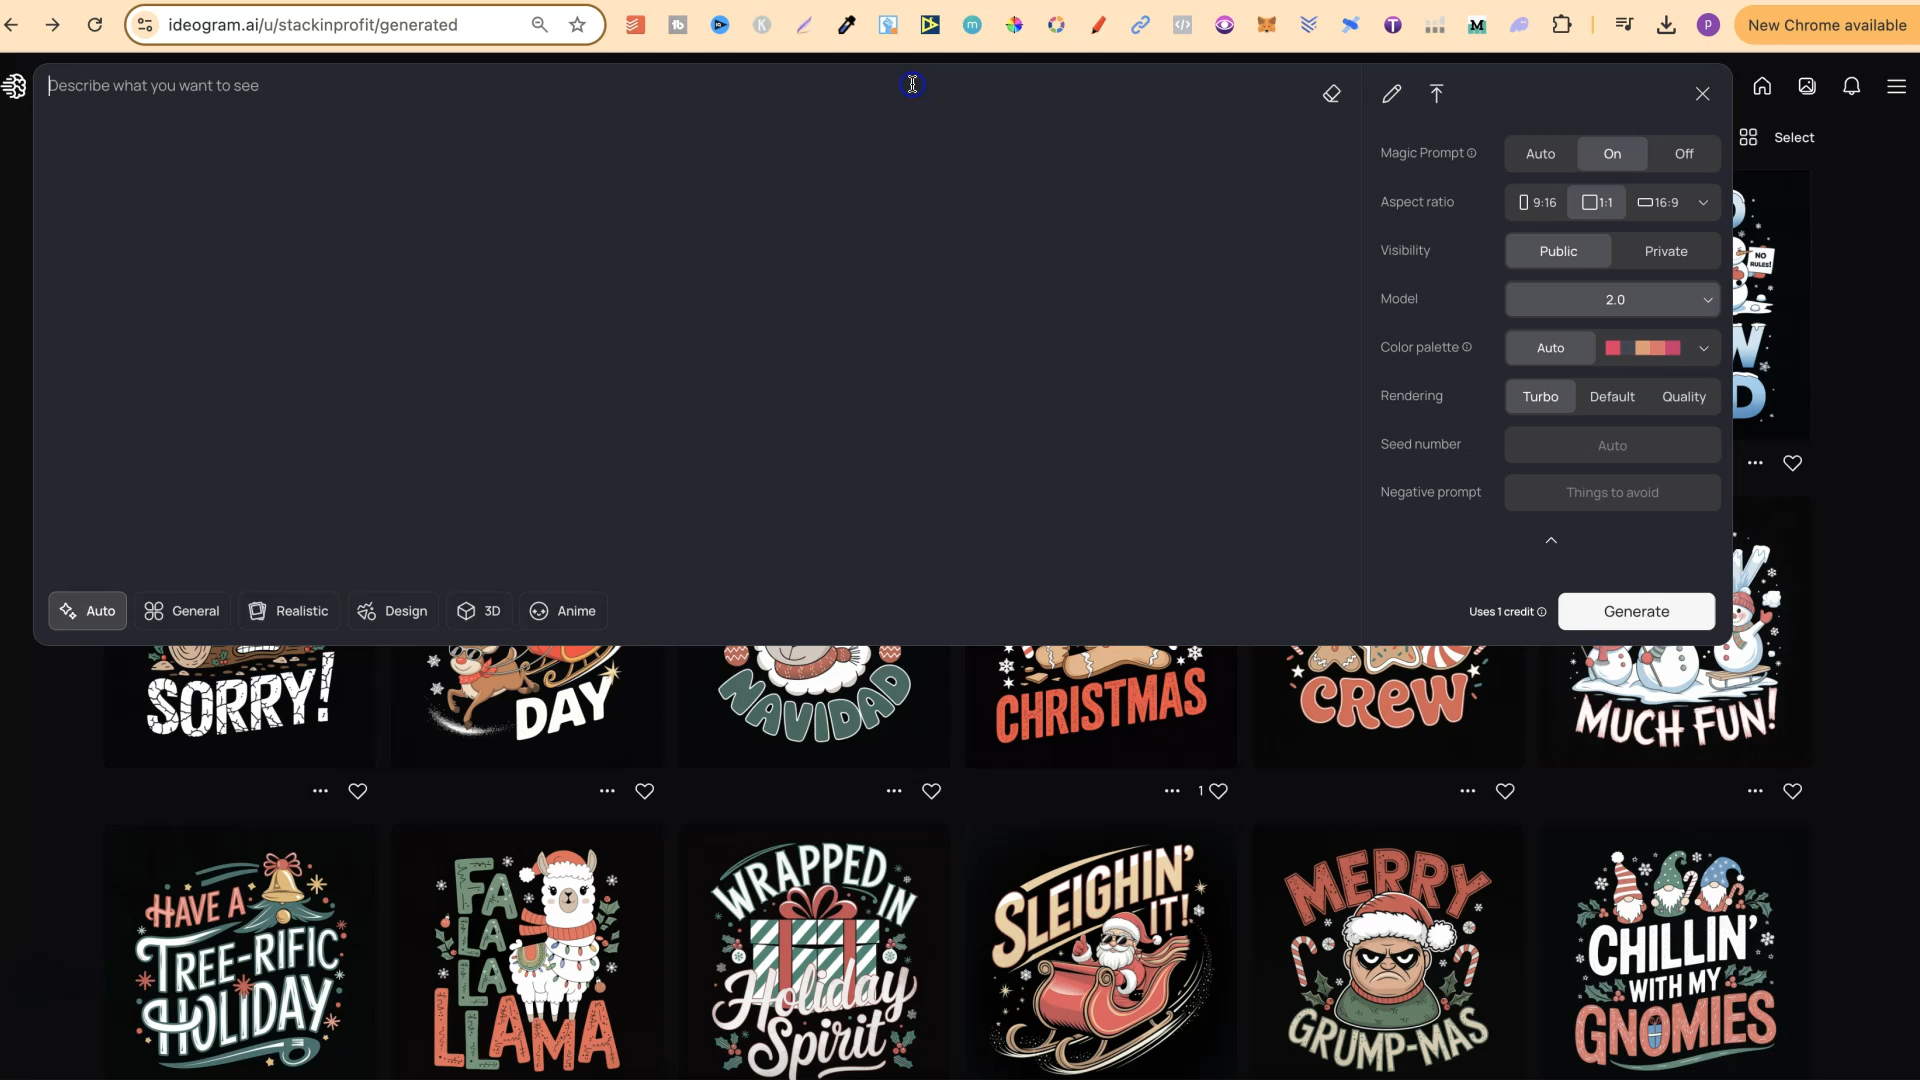 ideogram.ai/u/stackinprofit/generated
New Chrome available
Describe what you want to see
Select
Magic Prompt
Auto
On
Off
Aspect ratio
9:16
1:1
16:9
Visibility
Public
Private
Model
2.0
Color palette
Auto
Rendering
Turbo
Default
Quality
Seed number
Auto
Negative prompt
Things to avoid
Auto
General
Realistic
Design
3D
Anime
Uses 1 credit
Generate
NO
RULES!
SORRY!
DAY
NAVIDAD
CHRISTMAS
CREW
MUCH FUN!
1
HAVE A
TREE-RIFIC
HOLIDAY
FA
LA
LA
LLAMA
WRAPPED IN
Holiday
Spirit
SLEIGHIN'
IT!
MERRY
GRUMP-MAS
CHILLIN'
WITH MY
GNOMIES